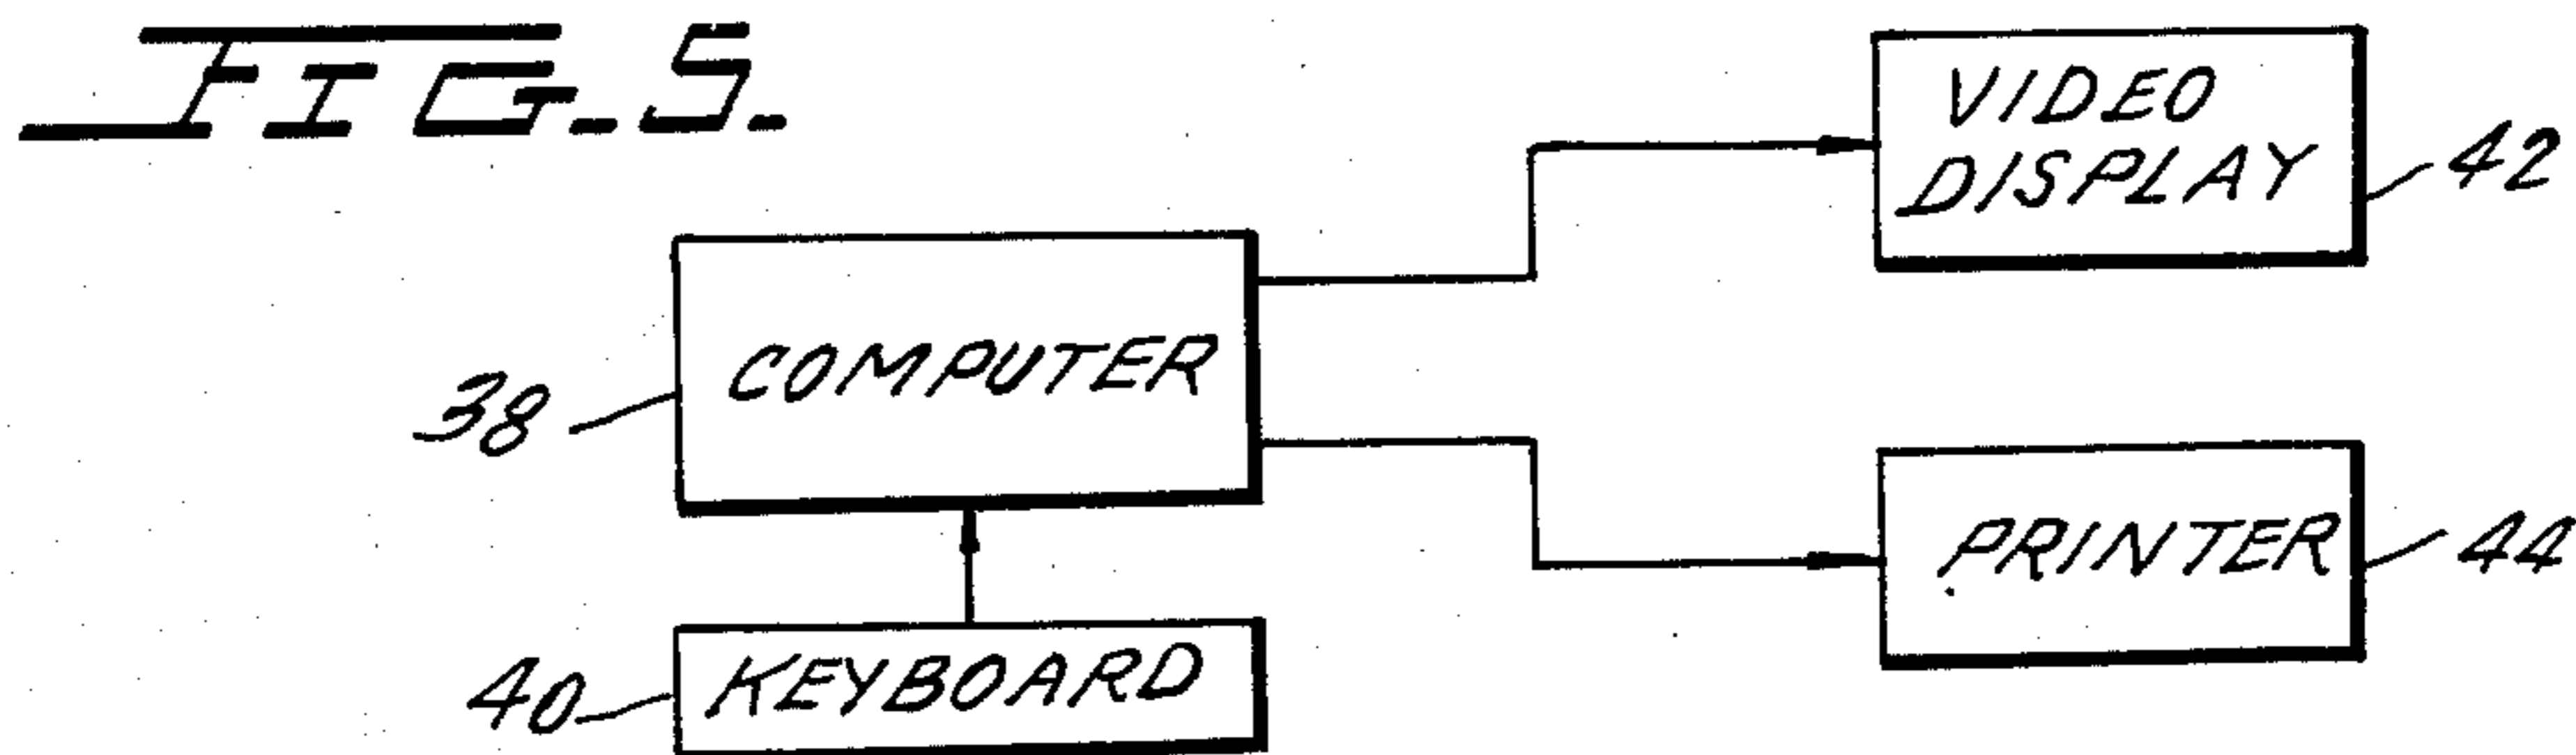 FIG. 5.
VIDEO
DISPLAY
42
COMPUTER
38
PRINTER
44
KEYBOARD
40